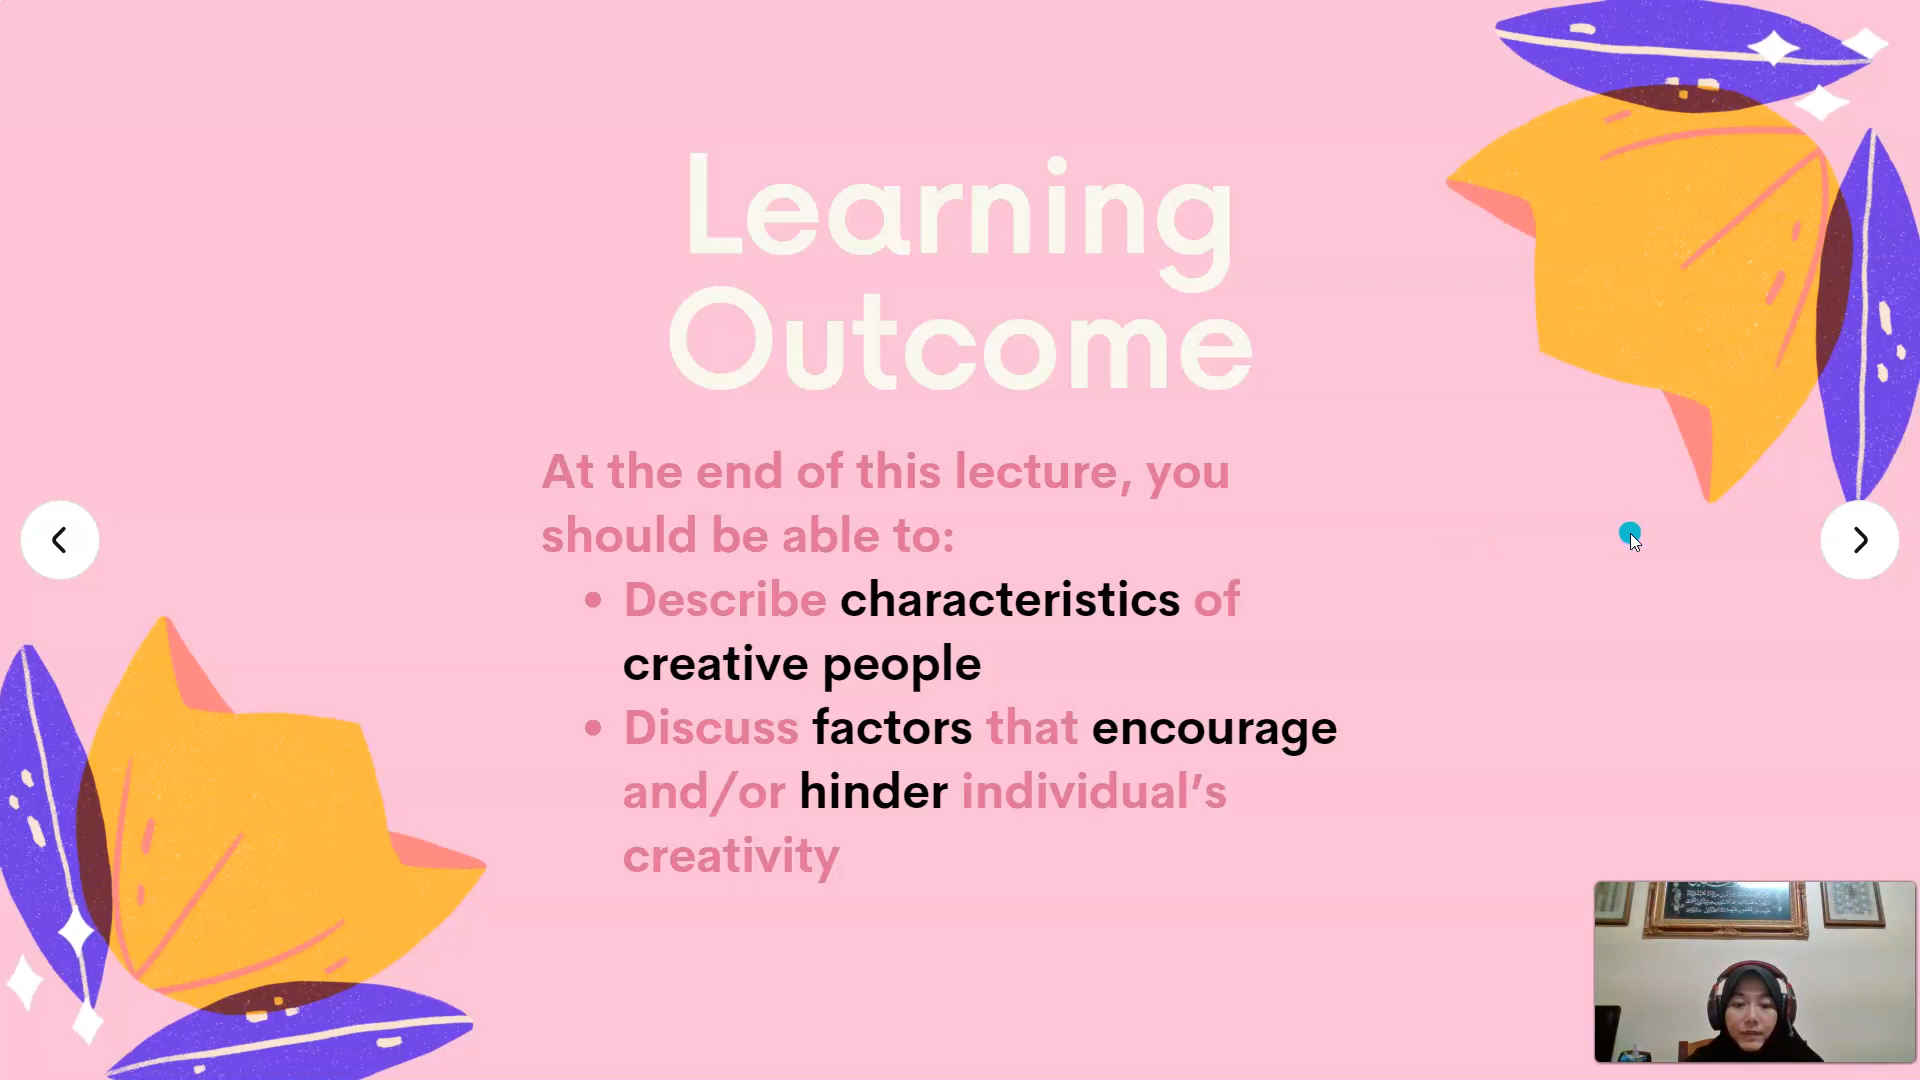 Learning
Outcome
At the end of this lecture, you
should be able to:
• Describe characteristics of
creative people
• Discuss factors that encourage
and/or hinder individual’s
creativity